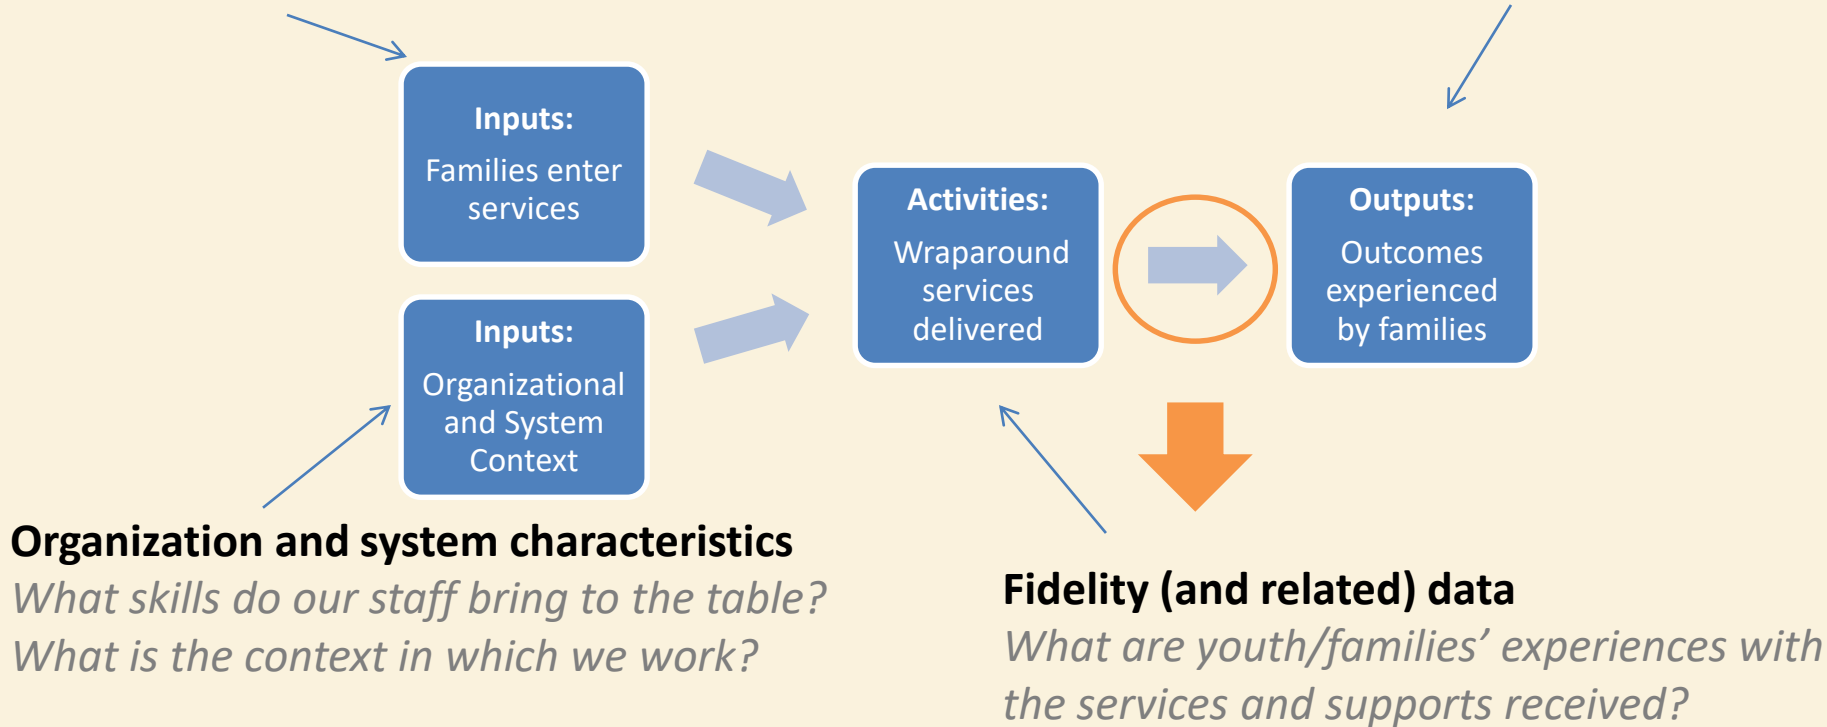 Inputs:
Families enter
services
Inputs:
Organizational
and System
Context
Activities:
Wraparound
services
delivered
Outputs:
Outcomes
experienced
by families
Organization and system characteristics
What skills do our staff bring to the table?
What is the context in which we work?
Fidelity (and related) data
What are youth/families’ experiences with
the services and supports received?